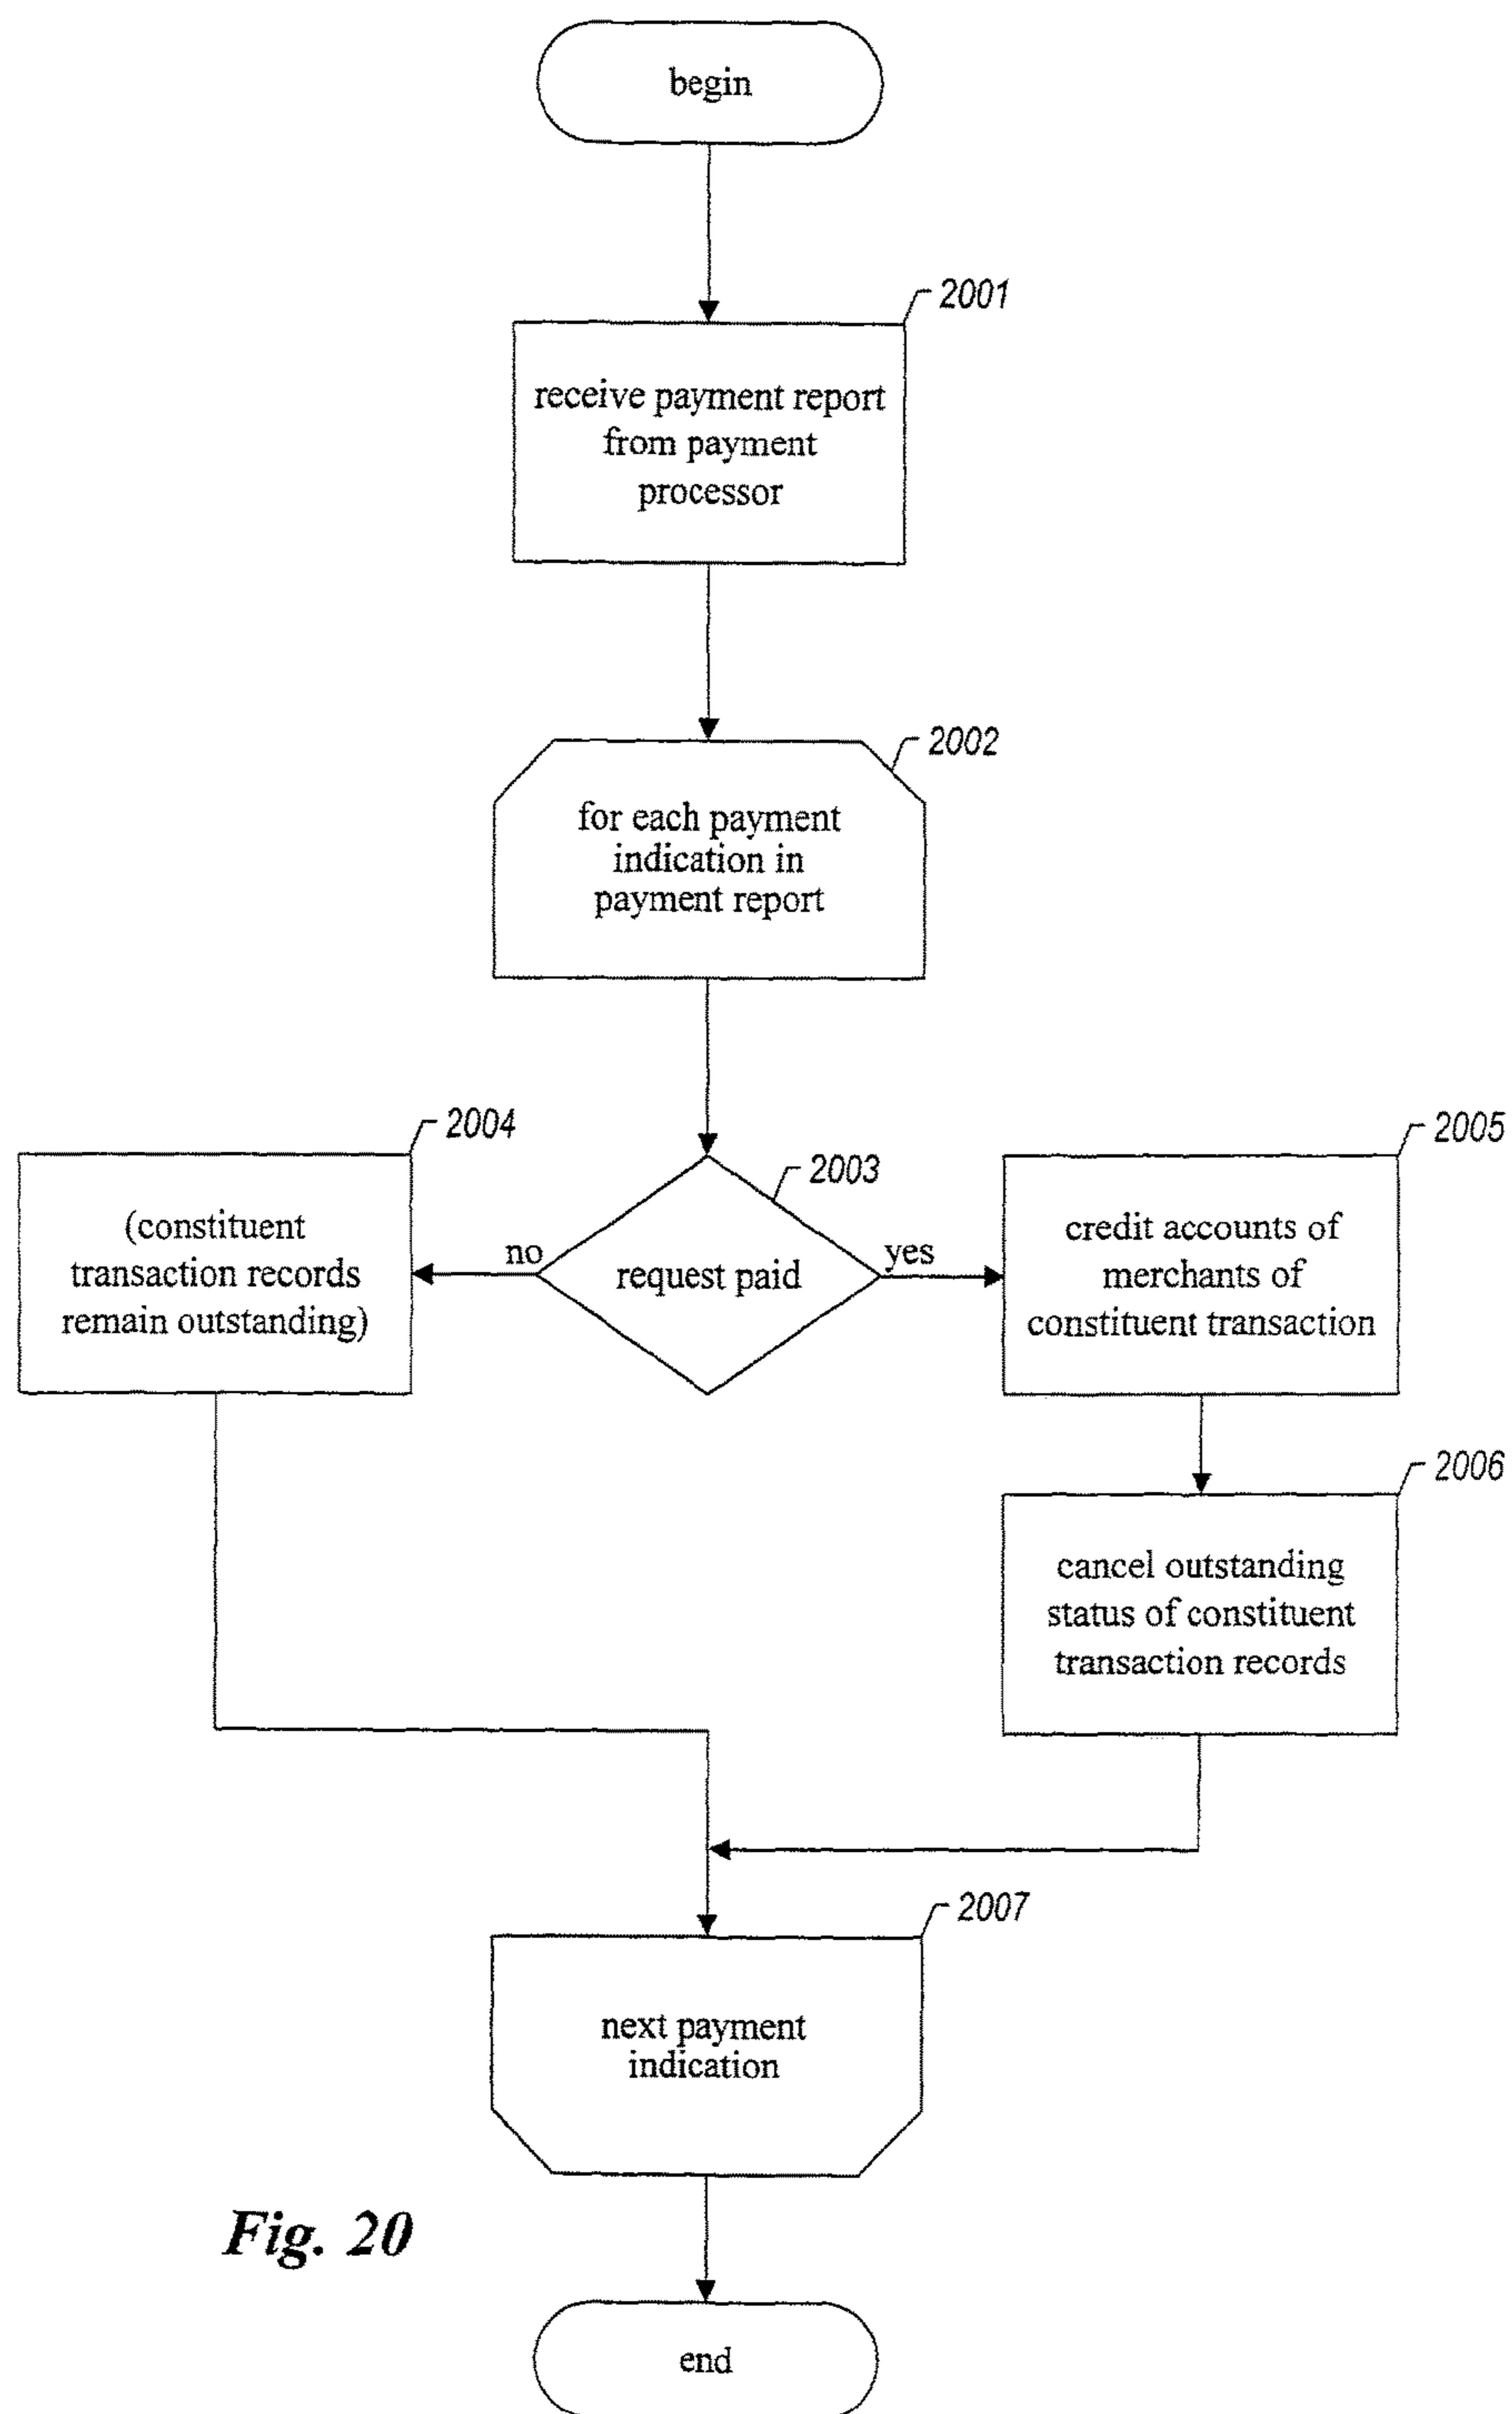 begin
2001
receive payment report
from payment
processor
2002
for each payment
indication in
payment report
2004
(constituent
transaction records
remain outstanding)
no
2003
request paid
yes
2005
credit accounts of
merchants of
constituent transaction
2006
cancel outstanding
status of constituent
transaction records
2007
next payment
indication
Fig. 20
end